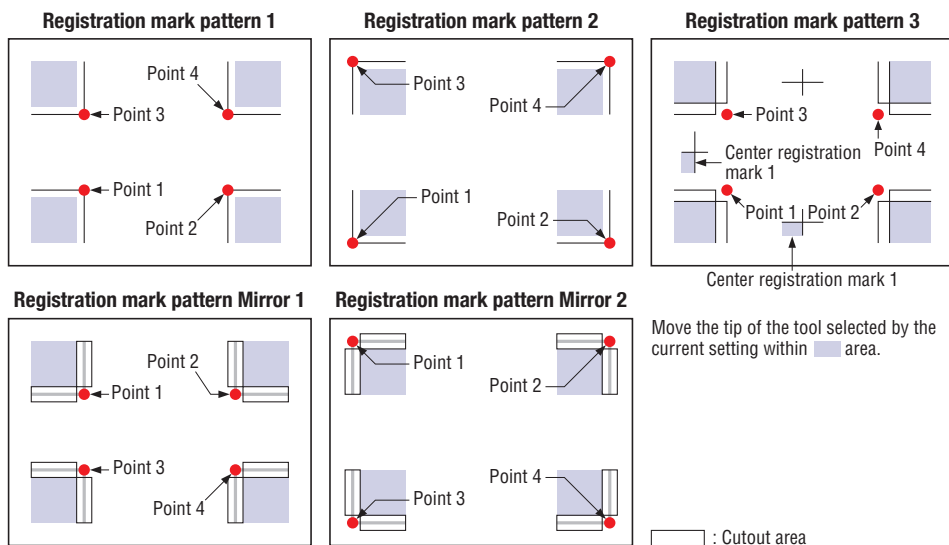 Registration mark pattern 1
Point 4
Point 3
Point 1
Point 2
Registration mark pattern 2
Point 3
Point 4
Point 1
Point 2
Registration mark pattern 3
Point 3
Point 4
Center registration
mark 1
Point 1
Point 2
Center registration mark 1
Registration mark pattern Mirror 1
Point 2
Point 1
Point 3
Point 4
Registration mark pattern Mirror 2
Point 1
Point 2
Point 4
Point 3
Move the tip of the tool selected by the
current setting within area.
: Cutout area